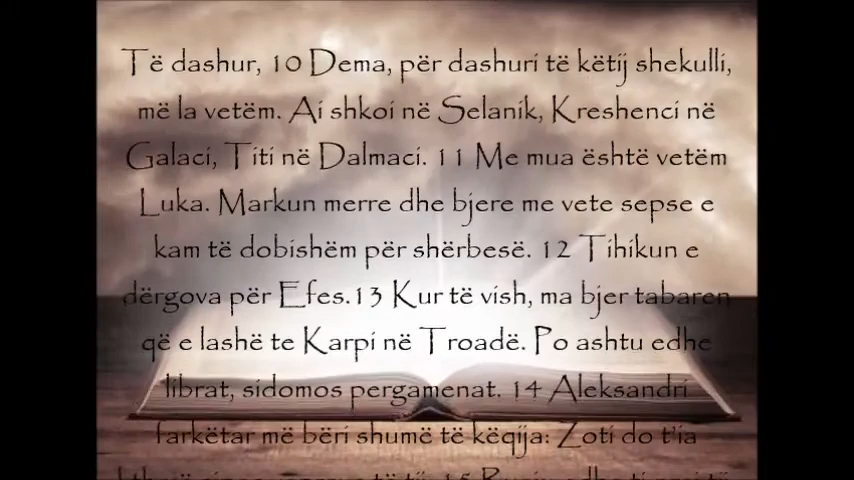 Të dashur, 10 Dema, për dashuri të këtij shekulli,
më la vetëm. Ai shkoi në Selanik, Kreshenci në
Galaci, Titi në Dalmaci. 11 Me mua është vetëm
Luka. Markun merre dhe bjere me vete sepse e
kam të dobishëm për shërbesë. 12 Tihikun e
dërgova për Efes.13 Kur të vish, ma bjer tabaren
që e lashë te Karpi në Troadë. Po ashtu edhe
librat, sidomos pergamenat. 14 Aleksandri
farkëtar më bëri shumë të këqija: Zoti do t'ia